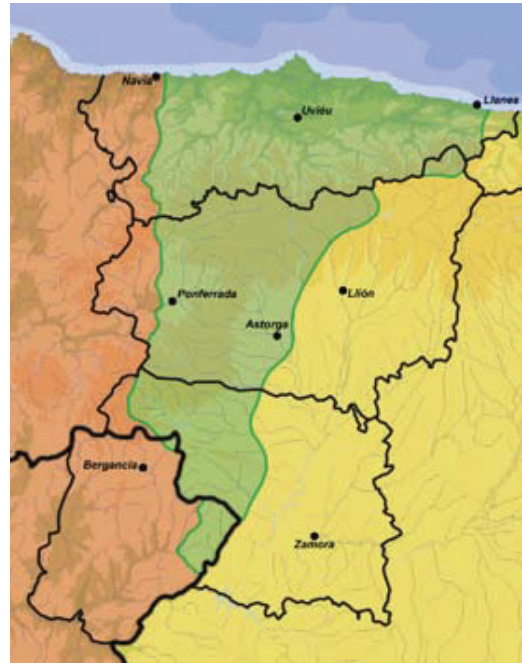 Navia
Uviéu
Llanes
Ponferrada
Llión
Astorga
Bergancia
Zamora